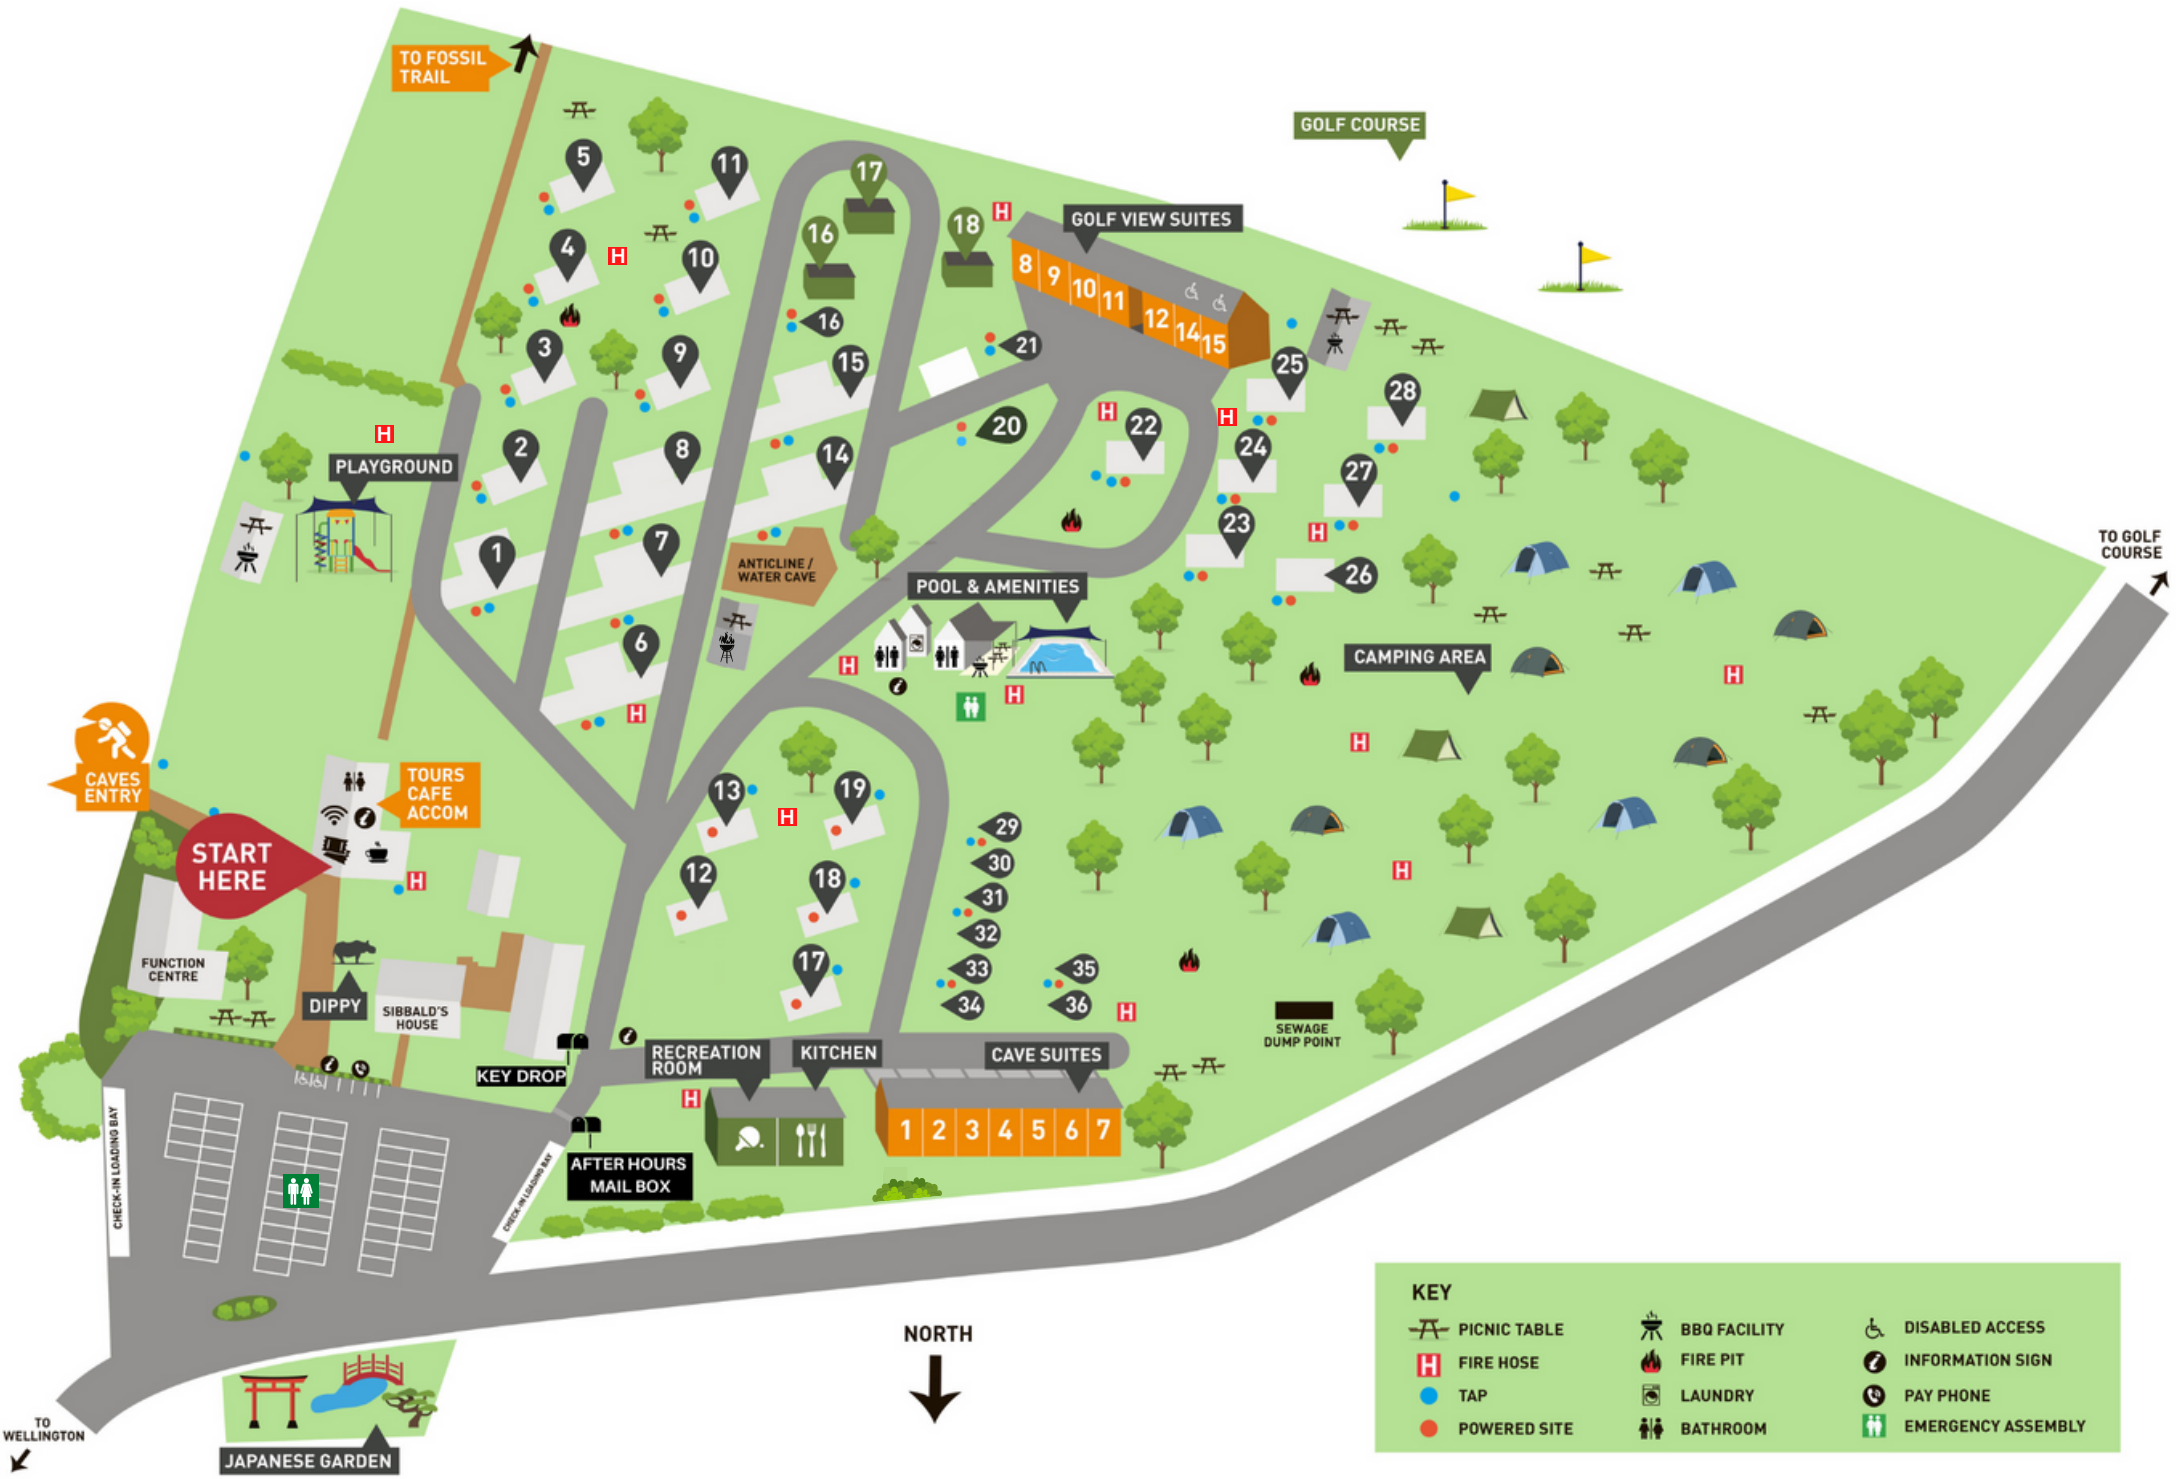 TO FOSSIL
TRAIL
GOLF COURSE
5
11
17
16
18
H
GOLF VIEW SUITES
8
9
10
11
12
14
15
4
H
10
16
21
3
9
15
25
28
H
PLAYGROUND
2
8
14
20
H
22
H
24
27
1
7
ANTICLINE /
WATER CAVE
23
H
26
TO GOLF
COURSE
POOL & AMENITIES
6
H
H
H
CAMPING AREA
H
H
CAVES
ENTRY
TOURS
CAFE
ACCOM
13
H
19
START
HERE
H
12
18
29
30
31
32
33
34
35
36
H
H
17
FUNCTION
CENTRE
DIPPY
SIBBALD'S
HOUSE
SEWAGE
DUMP POINT
KEY DROP
RECREATION
ROOM
KITCHEN
CAVE SUITES
H
1
2
3
4
5
6
7
CHECK-IN LOADING BAY
CHECK-IN LOADING BAY
AFTER HOURS
MAIL BOX
NORTH
TO
WELLINGTON
JAPANESE GARDEN
KEY
PICNIC TABLE
BBQ FACILITY
DISABLED ACCESS
H FIRE HOSE
FIRE PIT
INFORMATION SIGN
TAP
LAUNDRY
PAY PHONE
POWERED SITE
BATHROOM
EMERGENCY ASSEMBLY